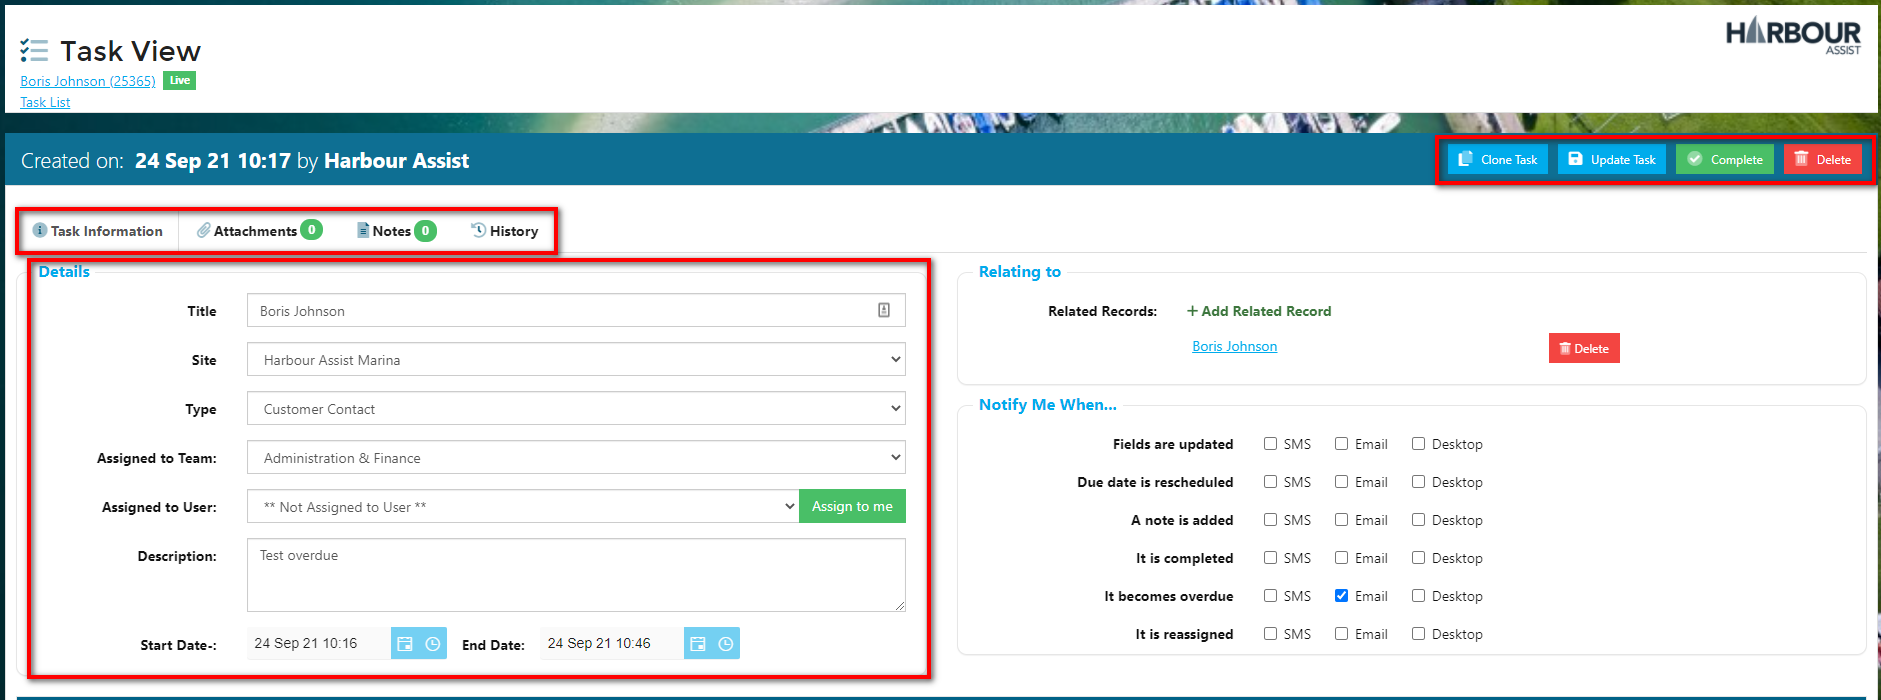 Task View
HARBOUR
ASSIST
Boris Johnson (25365) Live
Task List
Created on: 24 Sep 21 10:17 by Harbour Assist
Clone Task Update Task Complete Delete
Task Information Attachments 0 Notes 0 History
Details
Title Boris Johnson
Site Harbour Assist Marina
Type Customer Contact
Assigned to Team: Administration & Finance
Assigned to User: ** Not Assigned to User ** Assign to me
Description: Test overdue
Start Date-: 24 Sep 21 10:16 End Date: 24 Sep 21 10:46
Relating to
Related Records: + Add Related Record
Boris Johnson Delete
Notify Me When...
Fields are updated SMS Email Desktop
Due date is rescheduled SMS Email Desktop
A note is added SMS Email Desktop
It is completed SMS Email Desktop
It becomes overdue SMS Email Desktop
It is reassigned SMS Email Desktop